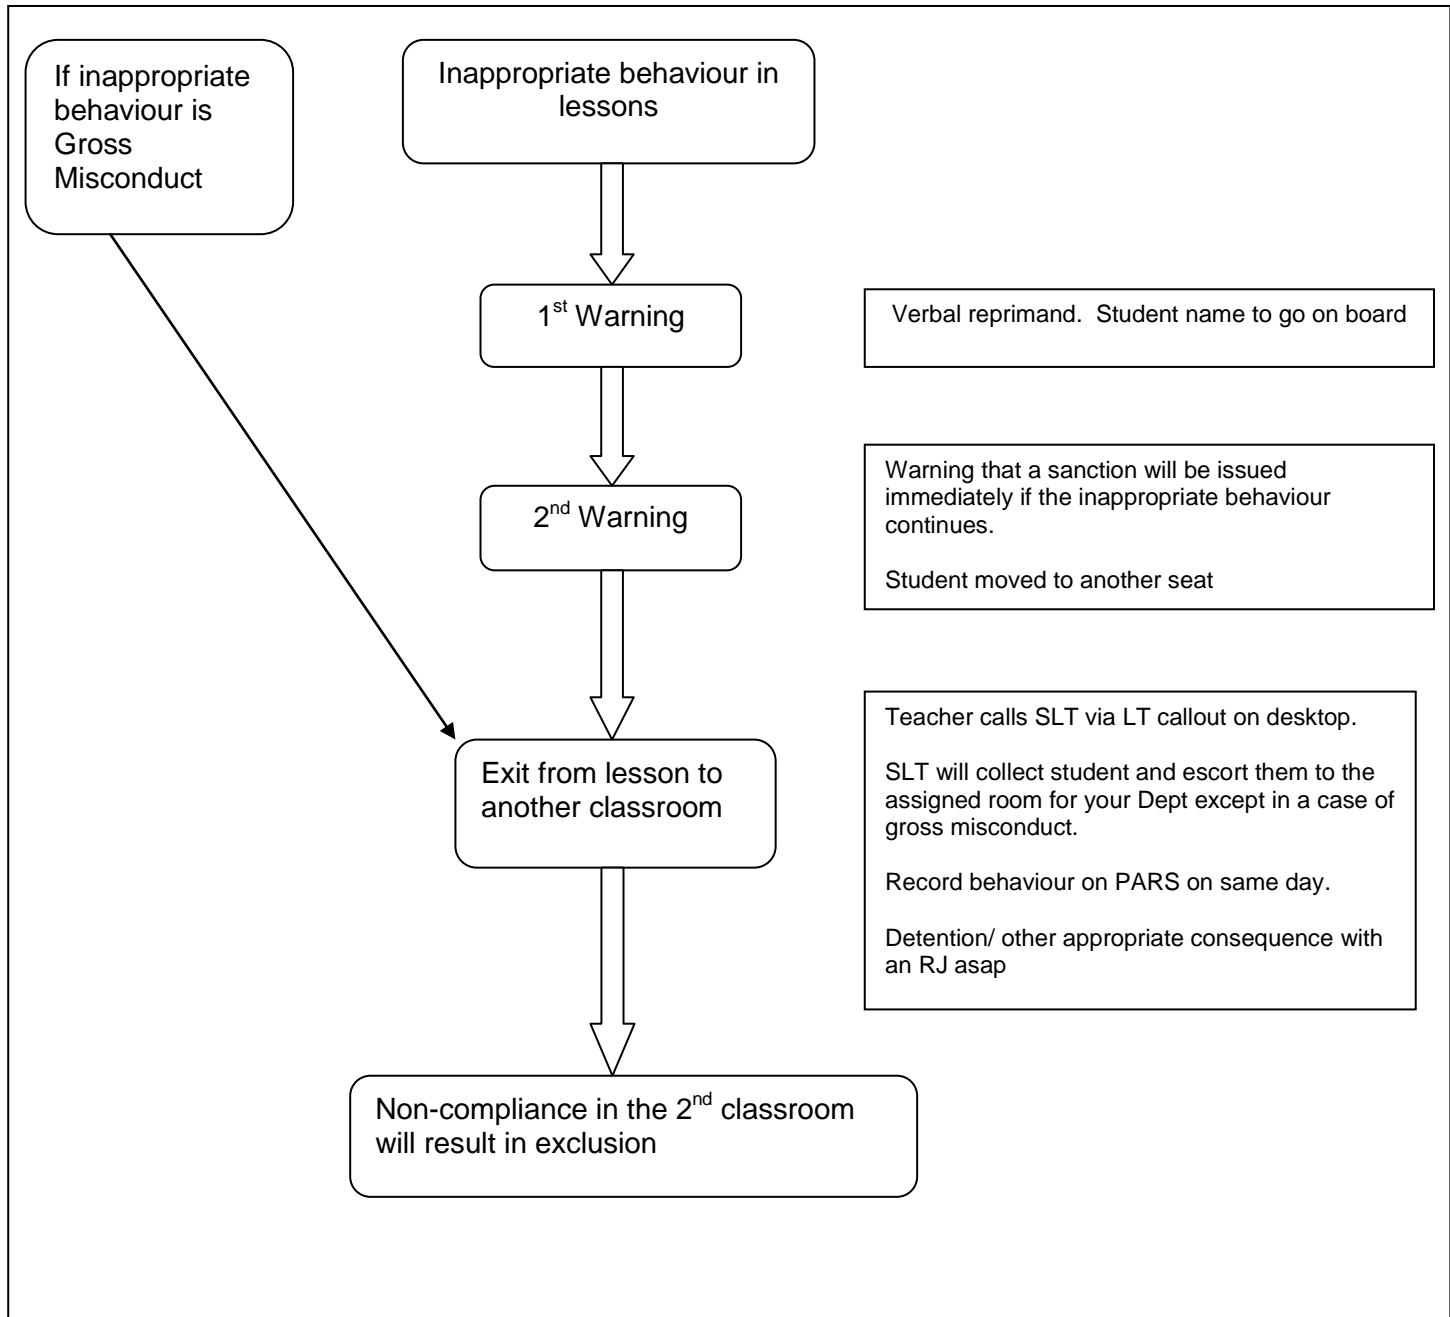 If inappropriate
behaviour is
Gross
Misconduct
Inappropriate behaviour in
lessons
1st Warning
Verbal reprimand.  Student name to go on board
2nd Warning
Warning that a sanction will be issued
immediately if the inappropriate behaviour
continues.
Student moved to another seat
Exit from lesson to
another classroom
Teacher calls SLT via LT callout on desktop.
SLT will collect student and escort them to the
assigned room for your Dept except in a case of
gross misconduct.
Record behaviour on PARS on same day.
Detention/ other appropriate consequence with
an RJ asap
Non-compliance in the 2nd classroom
will result in exclusion